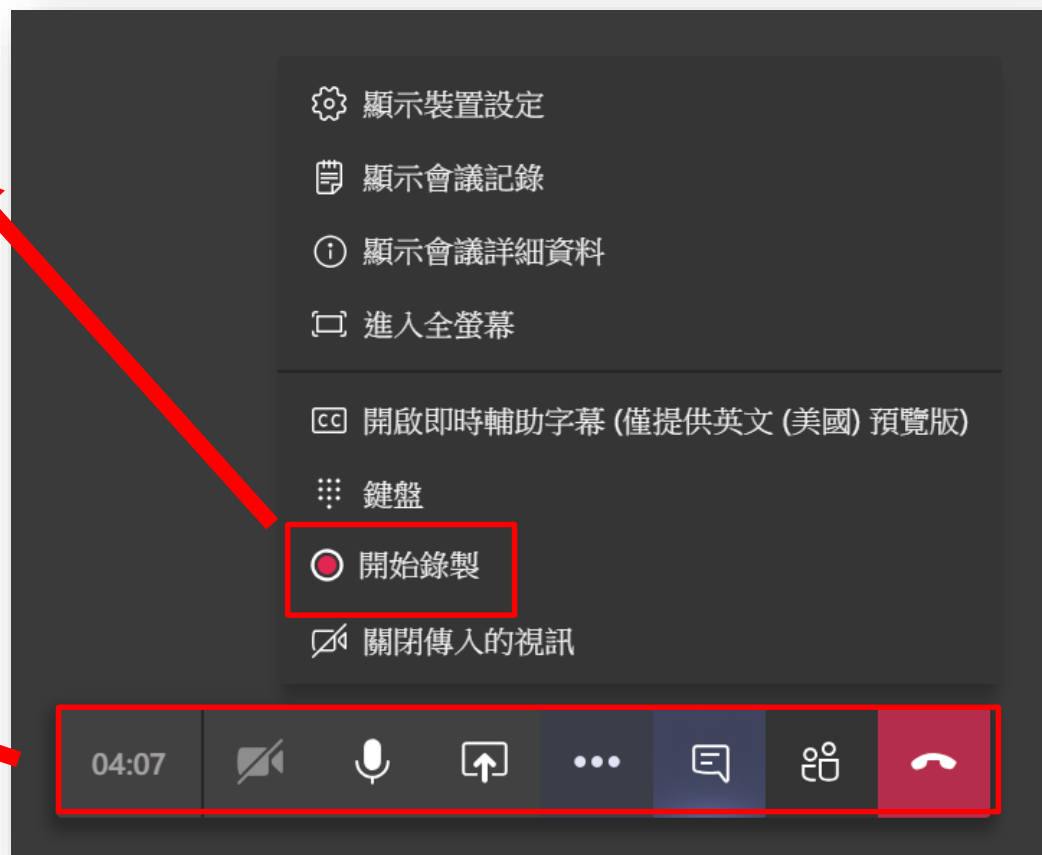 顯示裝置設定
顯示會議記錄
顯示會議詳細資料
進入全螢幕
CC 開啟即時輔助字幕 (僅提供英文 (美國) 預覽版)
鍵盤
開始錄製
關閉傳入的視訊
04:07